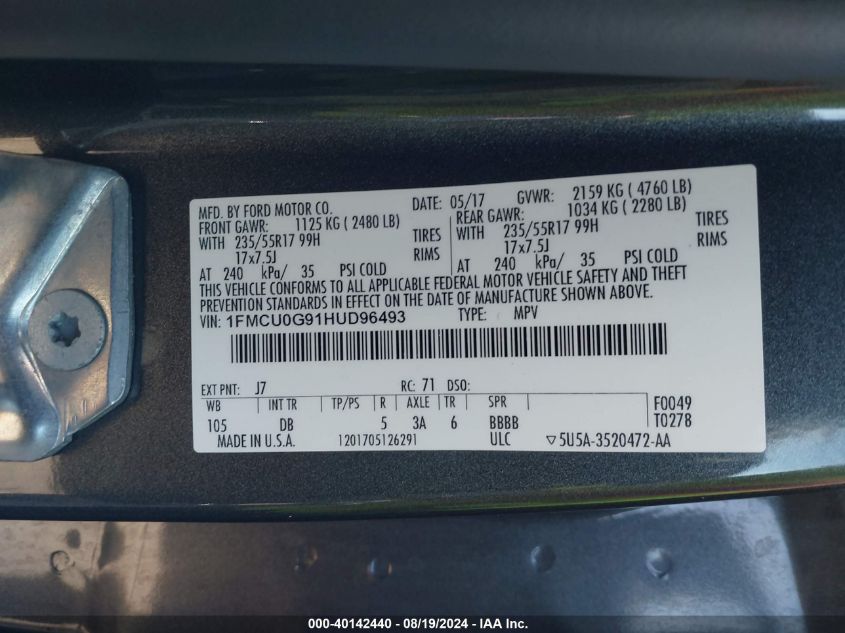 MFD. BY FORD MOTOR CO. DATE: 05/17 GVWR: 2159 KG ( 4760 LB)
FRONT GAWR: 1125 KG ( 2480 LB) REAR GAWR: 1034 KG ( 2280 LB)
WITH 235/55R17 99H TIRES WITH 235/55R17 99H TIRES
17x7.5J RIMS 17x7.5J RIMS
AT 240 kPa/ 35 PSI COLD AT 240 kPa/ 35 PSI COLD
THIS VEHICLE CONFORMS TO ALL APPLICABLE FEDERAL MOTOR VEHICLE SAFETY AND THEFT
PREVENTION STANDARDS IN EFFECT ON THE DATE OF MANUFACTURE SHOWN ABOVE.
VIN: 1FMCU0G91HUD96493 TYPE: MPV
EXT PNT: J7 RC: 71 DSO:
WB INT TR TP/PS R AXLE TR SPR F0049
105 DB 5 3A 6 BBBB T0278
MADE IN U.S.A. 1201705126291 ULC ▽5U5A-3520472-AA
000-40142440 - 08/19/2024 - IAA Inc.